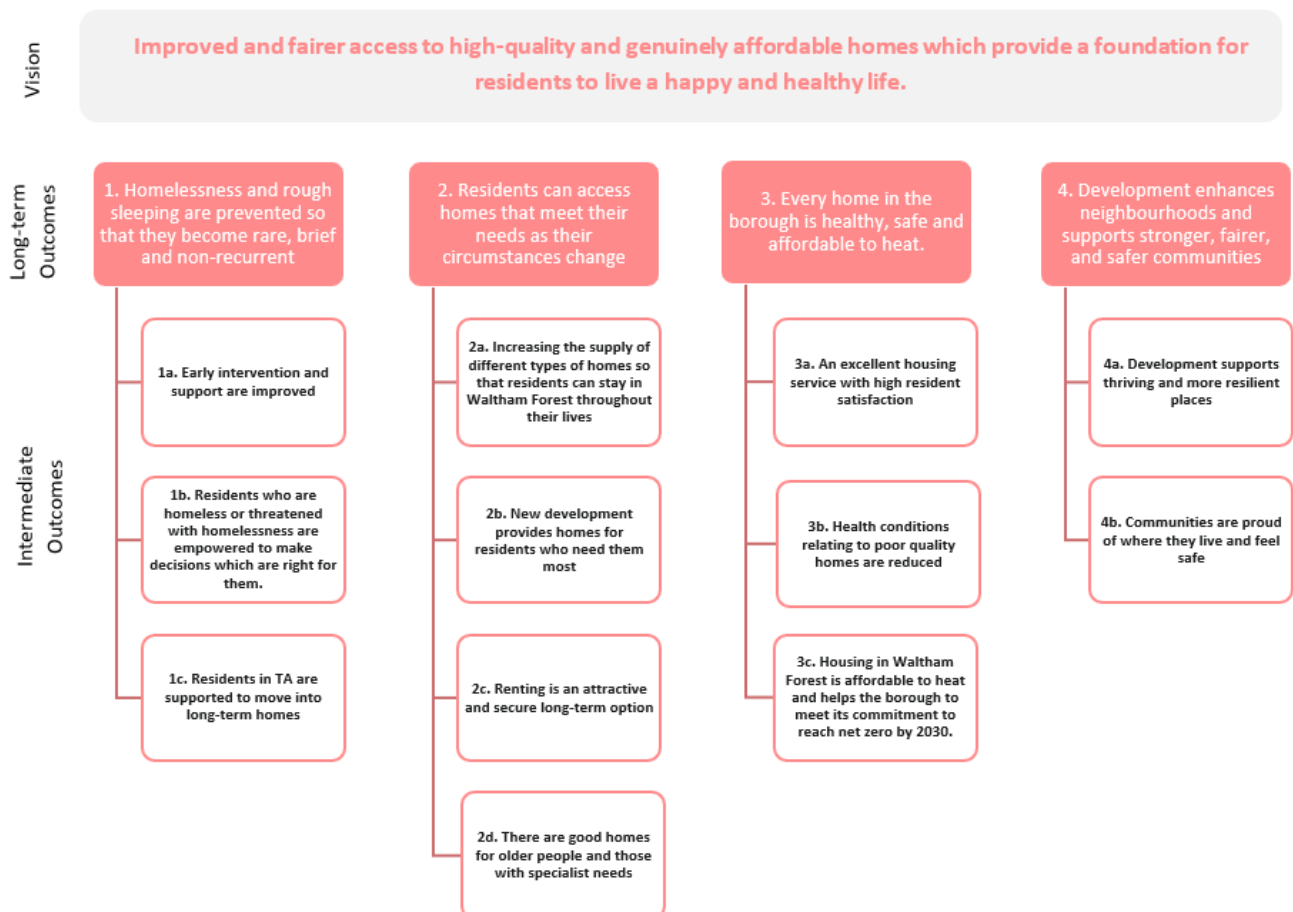 Vision
Improved and fairer access to high-quality and genuinely affordable homes which provide a foundation for
residents to live a happy and healthy life.
Long-term
Outcomes
1. Homelessness and rough
sleeping are prevented so
that they become rare, brief
and non-recurrent
2. Residents can access
homes that meet their
needs as their
circumstances change
3. Every home in the
borough is healthy, safe and
affordable to heat.
4. Development enhances
neighbourhoods and
supports stronger, fairer,
and safer communities
Intermediate
Outcomes
1a. Early intervention and
support are improved
1b. Residents who are
homeless or threatened
with homelessness are
empowered to make
decisions which are right for
them.
1c. Residents in TA are
supported to move into
long-term homes
2a. Increasing the supply of
different types of homes so
that residents can stay in
Waltham Forest throughout
their lives
2b. New development
provides homes for
residents who need them
most
2c. Renting is an attractive
and secure long-term option
2d. There are good homes
for older people and those
with specialist needs
3a. An excellent housing
service with high resident
satisfaction
3b. Health conditions
relating to poor quality
homes are reduced
3c. Housing in Waltham
Forest is affordable to heat
and helps the borough to
meet its commitment to
reach net zero by 2030.
4a. Development supports
thriving and more resilient
places
4b. Communities are proud
of where they live and feel
safe